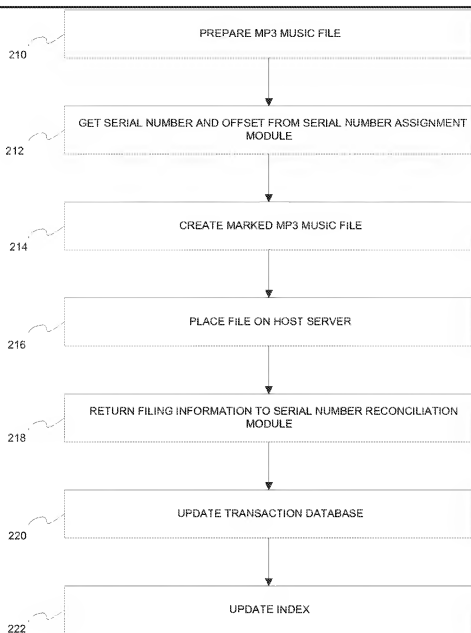 PREPARE MP3 MUSIC FILE
210
GET SERIAL NUMBER AND OFFSET FROM SERIAL NUMBER ASSIGNMENT
MODULE
212
CREATE MARKED MP3 MUSIC FILE
214
PLACE FILE ON HOST SERVER
216
RETURN FILING INFORMATION TO SERIAL NUMBER RECONCILIATION
MODULE
218
UPDATE TRANSACTION DATABASE
220
UPDATE INDEX
222